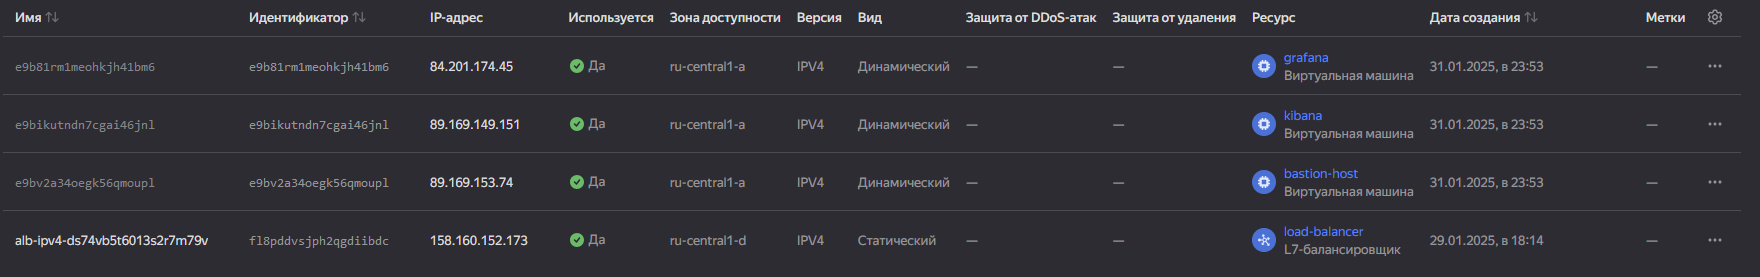 Имя Идентификатор IP-адрес Используется Зона доступности Версия Вид Защита от DDoS-атак Защита от удаления Ресурс Дата создания Метки
e9b81rm1meohkjh41bm6 e9b81rm1meohkjh41bm6 84.201.174.45 Да ru-central1-a IPV4 Динамический — — grafana 31.01.2025, в 23:53 —
Виртуальная машина
e9bikutndn7cgai46jnl e9bikutndn7cgai46jnl 89.169.149.151 Да ru-central1-a IPV4 Динамический — — kibana 31.01.2025, в 23:53 —
Виртуальная машина
e9bv2a34oegk56qmoupl e9bv2a34oegk56qmoupl 89.169.153.74 Да ru-central1-a IPV4 Динамический — — bastion-host 31.01.2025, в 23:53 —
Виртуальная машина
alb-ipv4-ds74vb5t6013s2r7m79v fl8pddvsjph2qgdiibdc 158.160.152.173 Да ru-central1-d IPV4 Статический — — load-balancer 29.01.2025, в 18:14 —
L7-балансировщик